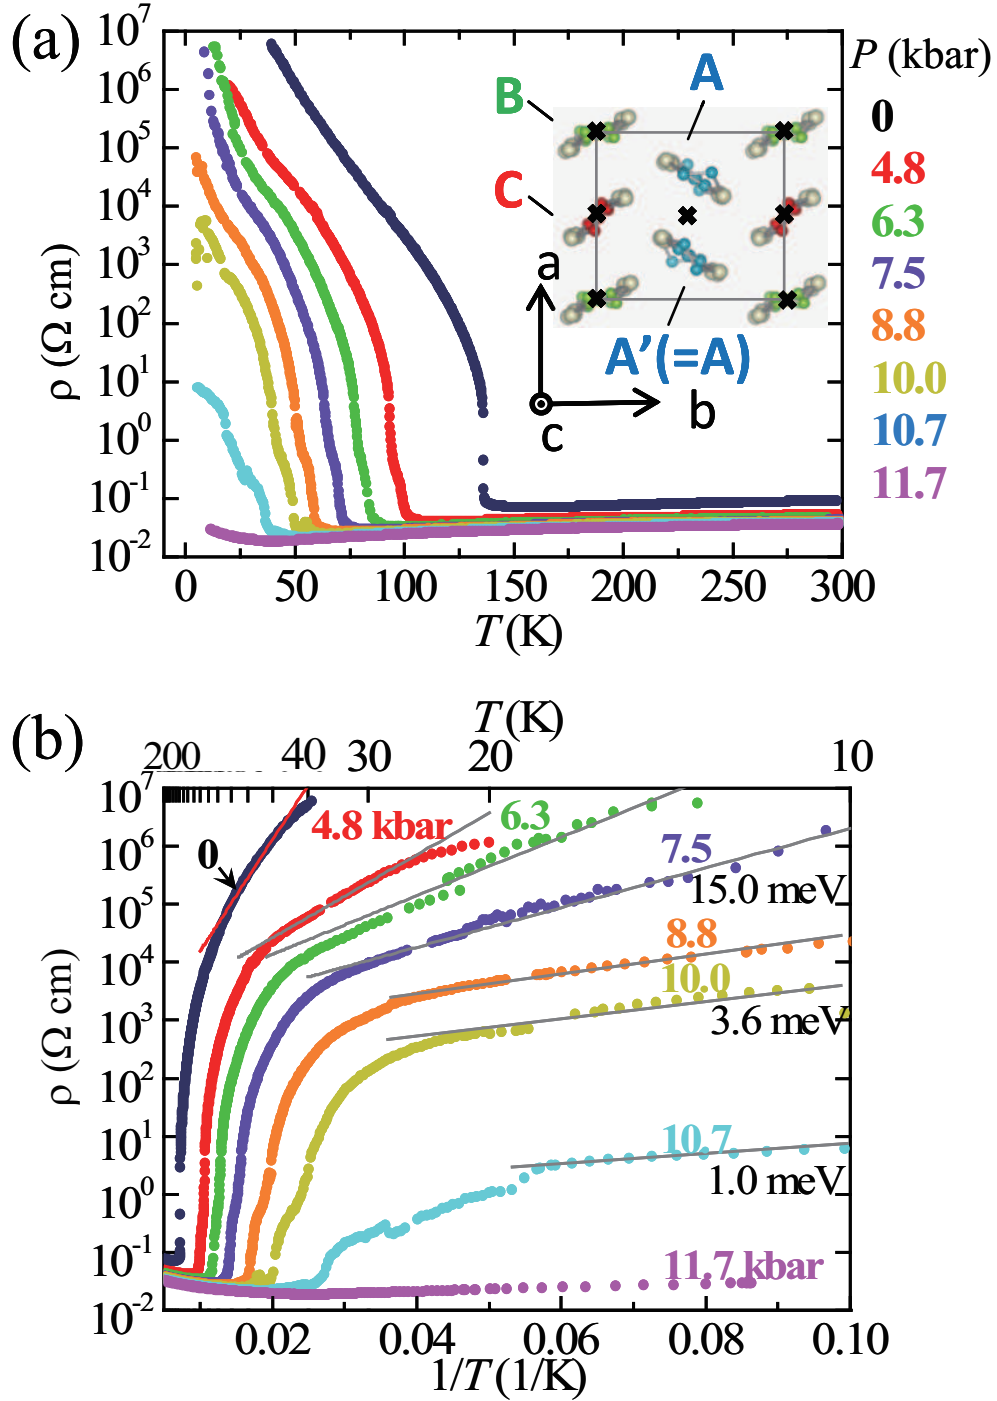 (a)
10^7
10^6
10^5
10^4
10^3
10^2
10^1
10^0
10^-1
10^-2
ρ (Ω cm)
0 50 100 150 200 250 300
T (K)
A
B
C
a
A’(=A)
b
c
P (kbar)
0
4.8
6.3
7.5
8.8
10.0
10.7
11.7
(b)
T (K)
200 40 30 20 10
10^7
10^6
10^5
10^4
10^3
10^2
10^1
10^0
10^-1
10^-2
ρ (Ω cm)
0
4.8 kbar
6.3
7.5
15.0 meV
8.8
10.0
3.6 meV
10.7
1.0 meV
11.7 kbar
0.02 0.04 0.06 0.08 0.10
1/T (1/K)